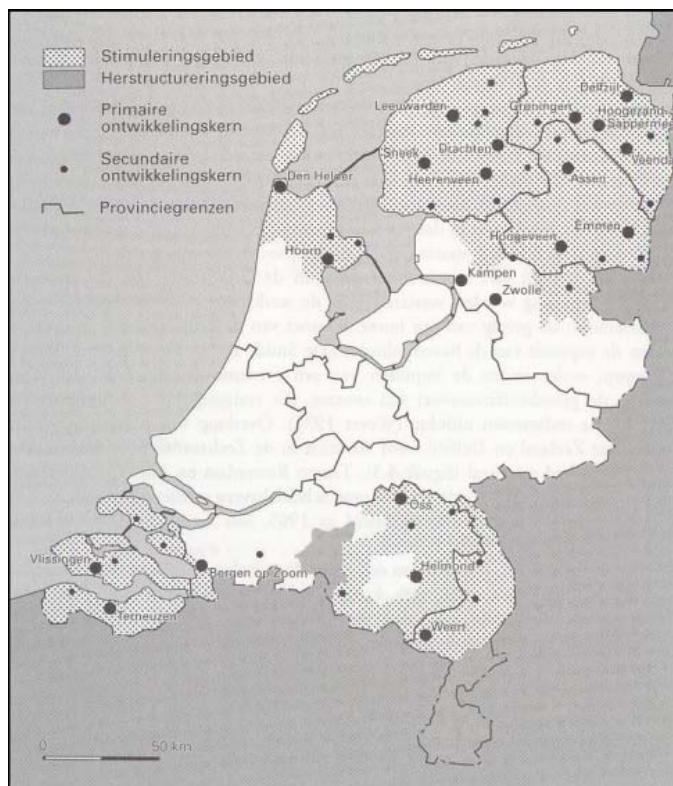 Stimuleringsgebied
Herstructureringsgebied
Primaire
ontwikkelingskern
Secundaire
ontwikkelingskern
Provinciegrenzen
Delfzijl
Leeuwarden
Groningen
Hoogezand
Sappermeer
Sneek
Drachten
Veendam
Den Helder
Heerenveen
Assen
Emmen
Hoorn
Hoogeveen
Kampen
Zwolle
Oss
Vlissingen
Bergen op Zoom
Helmond
Terneuzen
Weert
0 50 km